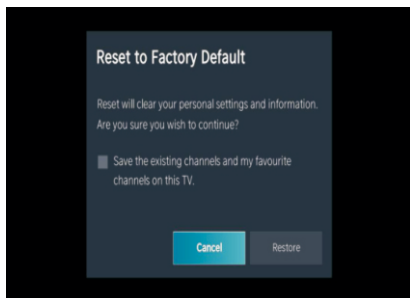 Reset to Factory Default
Reset will clear your personal settings and information.
Are you sure you wish to continue?
Save the existing channels and my favourite
channels on this TV.
Cancel Restore